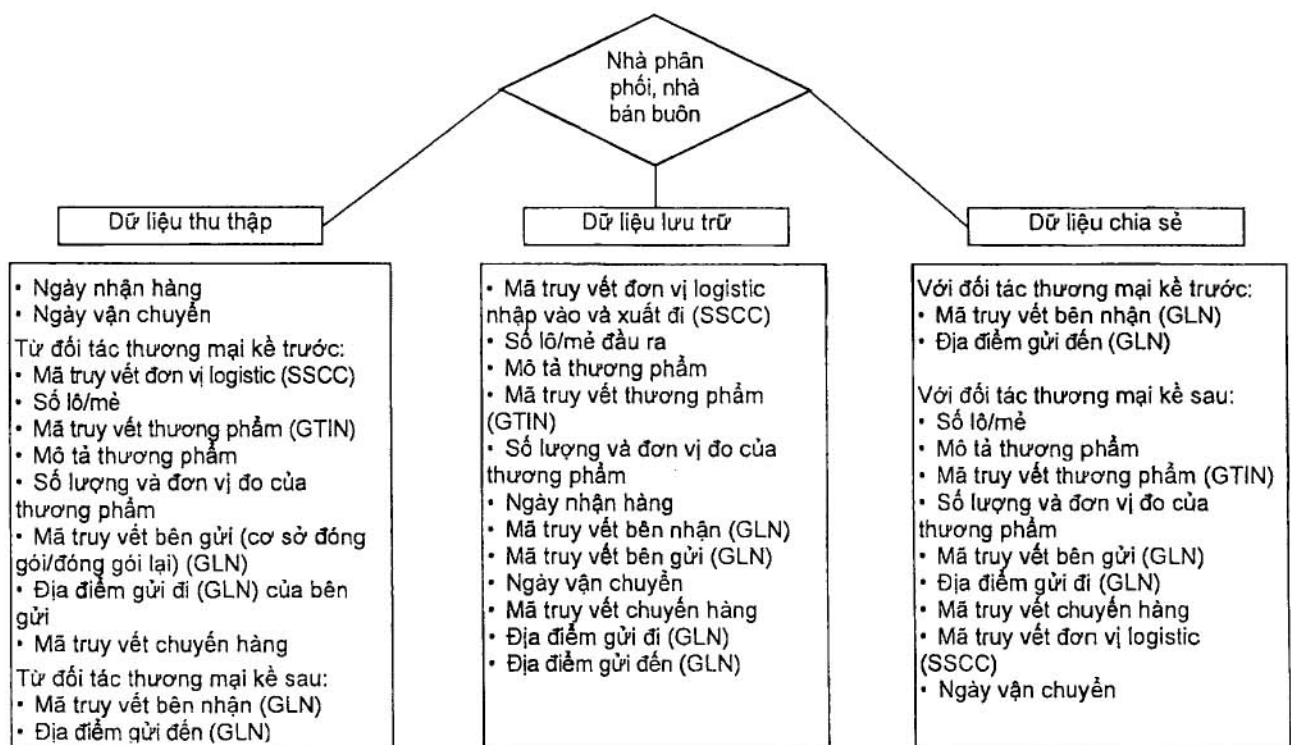 Nhà phân
phối, nhà
bán buôn
Dữ liệu thu thập
• Ngày nhận hàng
• Ngày vận chuyển
Từ đối tác thương mại kề trước:
• Mã truy vết đơn vị logistic (SSCC)
• Số lô/mẻ
• Mã truy vết thương phẩm (GTIN)
• Mô tả thương phẩm
• Số lượng và đơn vị đo của
thương phẩm
• Mã truy vết bên gửi (cơ sở đóng
gói/đóng gói lại) (GLN)
• Địa điểm gửi đi (GLN) của bên
gửi
• Mã truy vết chuyến hàng
Từ đối tác thương mại kề sau:
• Mã truy vết bên nhận (GLN)
• Địa điểm gửi đến (GLN)
Dữ liệu lưu trữ
• Mã truy vết đơn vị logistic
nhập vào và xuất đi (SSCC)
• Số lô/mẻ đầu ra
• Mô tả thương phẩm
• Mã truy vết thương phẩm
(GTIN)
• Số lượng và đơn vị đo của
thương phẩm
• Ngày nhận hàng
• Mã truy vết bên nhận (GLN)
• Mã truy vết bên gửi (GLN)
• Ngày vận chuyển
• Mã truy vết chuyến hàng
• Địa điểm gửi đi (GLN)
• Địa điểm gửi đến (GLN)
Dữ liệu chia sẻ
Với đối tác thương mại kề trước:
• Mã truy vết bên nhận (GLN)
• Địa điểm gửi đến (GLN)
Với đối tác thương mại kề sau:
• Số lô/mẻ
• Mô tả thương phẩm
• Mã truy vết thương phẩm (GTIN)
• Số lượng và đơn vị đo của
thương phẩm
• Mã truy vết bên gửi (GLN)
• Địa điểm gửi đi (GLN)
• Mã truy vết chuyến hàng
• Mã truy vết đơn vị logistic
(SSCC)
• Ngày vận chuyển